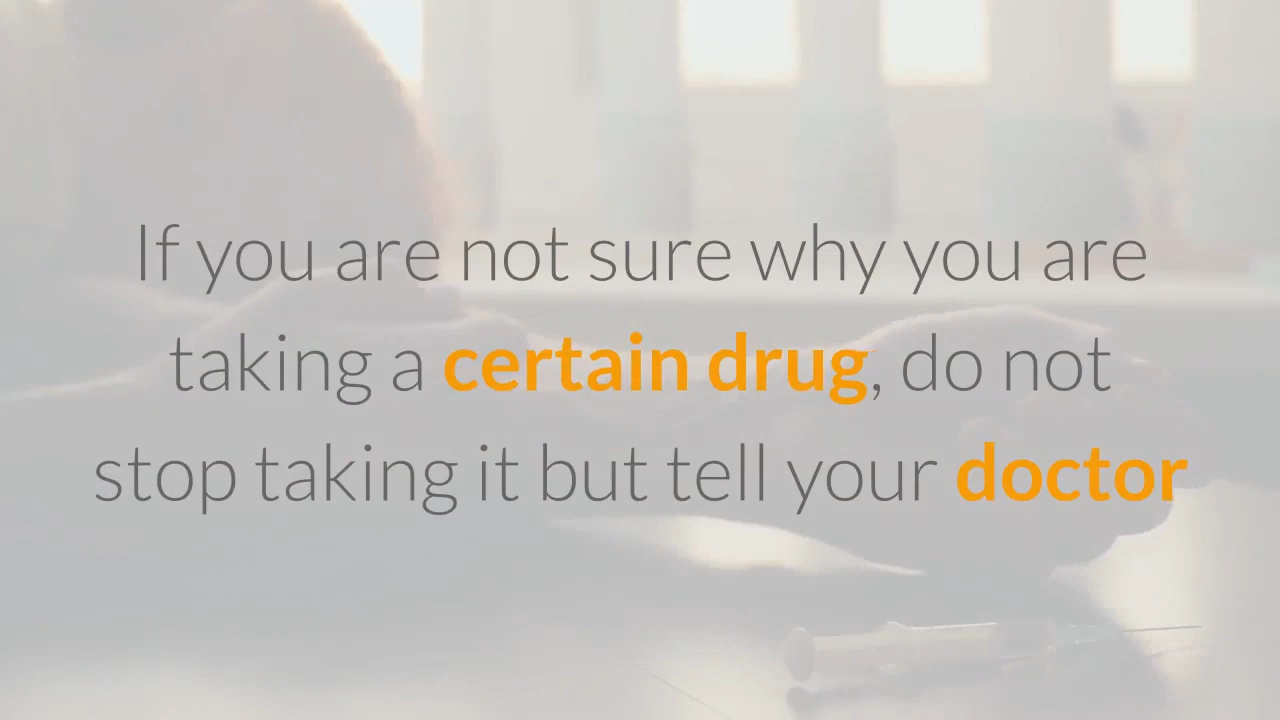 If you are not sure why you are
taking a certain drug, do not
stop taking it but tell your doctor